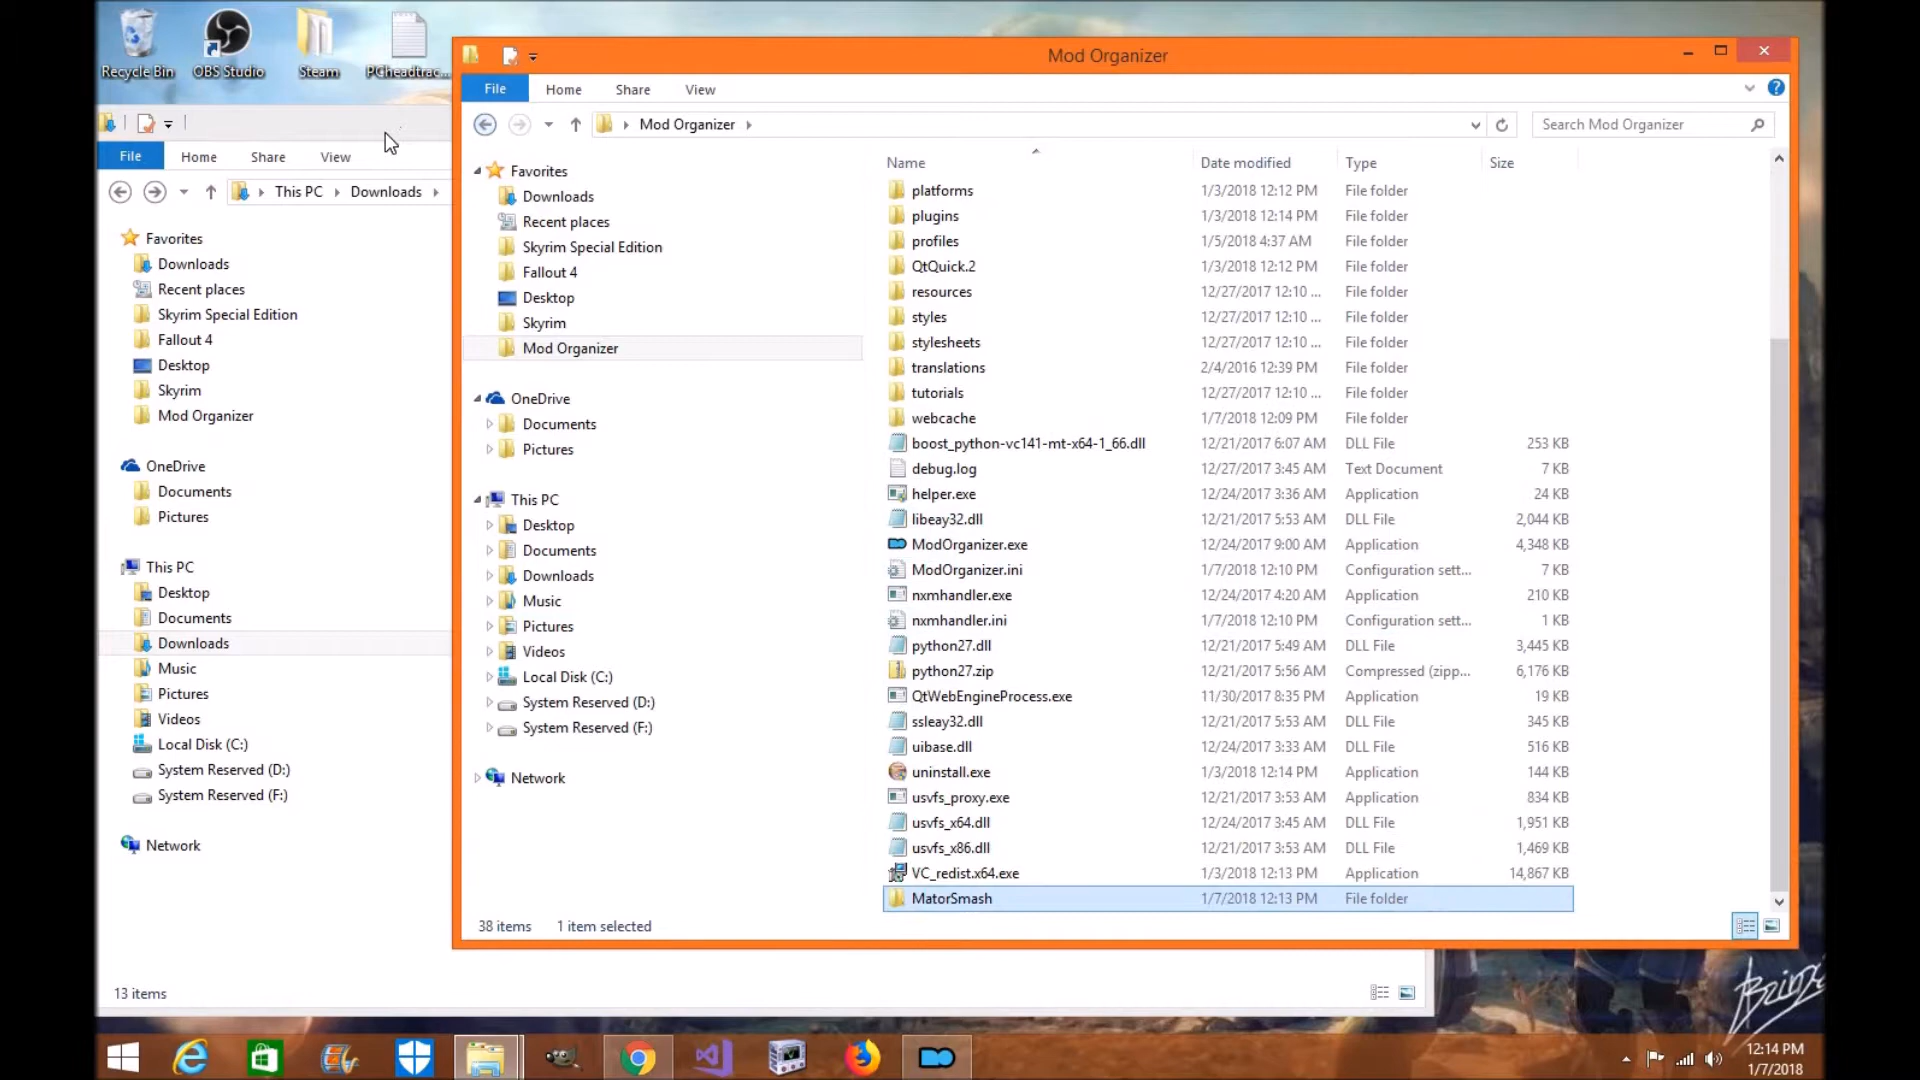 Recycle Bin
OBS Studio
Steam
PCheadtrac...
File
Home
Share
View
This PC
Downloads
Favorites
Downloads
Recent places
Skyrim Special Edition
Fallout 4
Desktop
Skyrim
Mod Organizer
OneDrive
Documents
Pictures
This PC
Desktop
Documents
Downloads
Music
Pictures
Videos
Local Disk (C:)
System Reserved (D:)
System Reserved (F:)
Network
13 items
Mod Organizer
File
Home
Share
View
Mod Organizer
Search Mod Organizer
Favorites
Downloads
Recent places
Skyrim Special Edition
Fallout 4
Desktop
Skyrim
Mod Organizer
OneDrive
Documents
Pictures
This PC
Desktop
Documents
Downloads
Music
Pictures
Videos
Local Disk (C:)
System Reserved (D:)
System Reserved (F:)
Network
Name Date modified Type Size
platforms 1/3/2018 12:12 PM File folder
plugins 1/3/2018 12:14 PM File folder
profiles 1/5/2018 4:37 AM File folder
QtQuick.2 1/3/2018 12:12 PM File folder
resources 12/27/2017 12:10 ... File folder
styles 12/27/2017 12:10 ... File folder
stylesheets 12/27/2017 12:10 ... File folder
translations 2/4/2016 12:39 PM File folder
tutorials 12/27/2017 12:10 ... File folder
webcache 1/7/2018 12:09 PM File folder
boost_python-vc141-mt-x64-1_66.dll 12/21/2017 6:07 AM DLL File 253 KB
debug.log 12/27/2017 3:45 AM Text Document 7 KB
helper.exe 12/24/2017 3:36 AM Application 24 KB
libeay32.dll 12/21/2017 5:53 AM DLL File 2,044 KB
ModOrganizer.exe 12/24/2017 9:00 AM Application 4,348 KB
ModOrganizer.ini 1/7/2018 12:10 PM Configuration sett... 7 KB
nxmhandler.exe 12/24/2017 4:20 AM Application 210 KB
nxmhandler.ini 1/7/2018 12:10 PM Configuration sett... 1 KB
python27.dll 12/21/2017 5:49 AM DLL File 3,445 KB
python27.zip 12/21/2017 5:56 AM Compressed (zipp... 6,176 KB
QtWebEngineProcess.exe 11/30/2017 8:35 PM Application 19 KB
ssleay32.dll 12/21/2017 5:53 AM DLL File 345 KB
uibase.dll 12/24/2017 3:33 AM DLL File 516 KB
uninstall.exe 1/3/2018 12:14 PM Application 144 KB
usvfs_proxy.exe 12/21/2017 3:53 AM Application 834 KB
usvfs_x64.dll 12/24/2017 3:45 AM DLL File 1,951 KB
usvfs_x86.dll 12/21/2017 3:53 AM DLL File 1,469 KB
VC_redist.x64.exe 1/3/2018 12:13 PM Application 14,867 KB
MatorSmash 1/7/2018 12:13 PM File folder
38 items 1 item selected
12:14 PM
1/7/2018